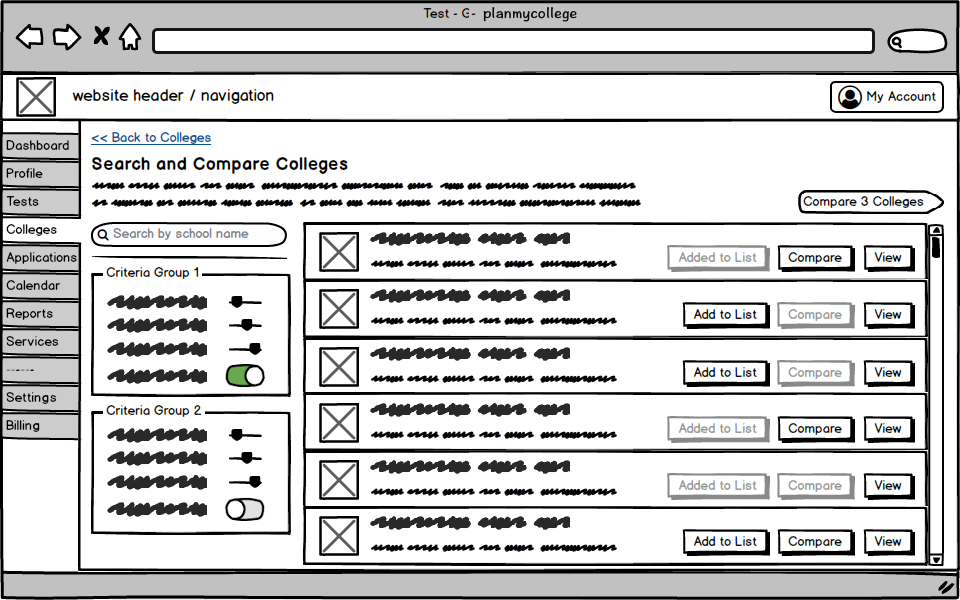 Test - G- planmycollege
website header / navigation
My Account
Dashboard
Profile
Tests
Colleges
Applications
Calendar
Reports
Services
Settings
Billing
<< Back to Colleges
Search and Compare Colleges
Compare 3 Colleges
Search by school name
Criteria Group 1
Criteria Group 2
Added to List Compare View
Add to List Compare View
Add to List Compare View
Added to List Compare View
Added to List Compare View
Add to List Compare View